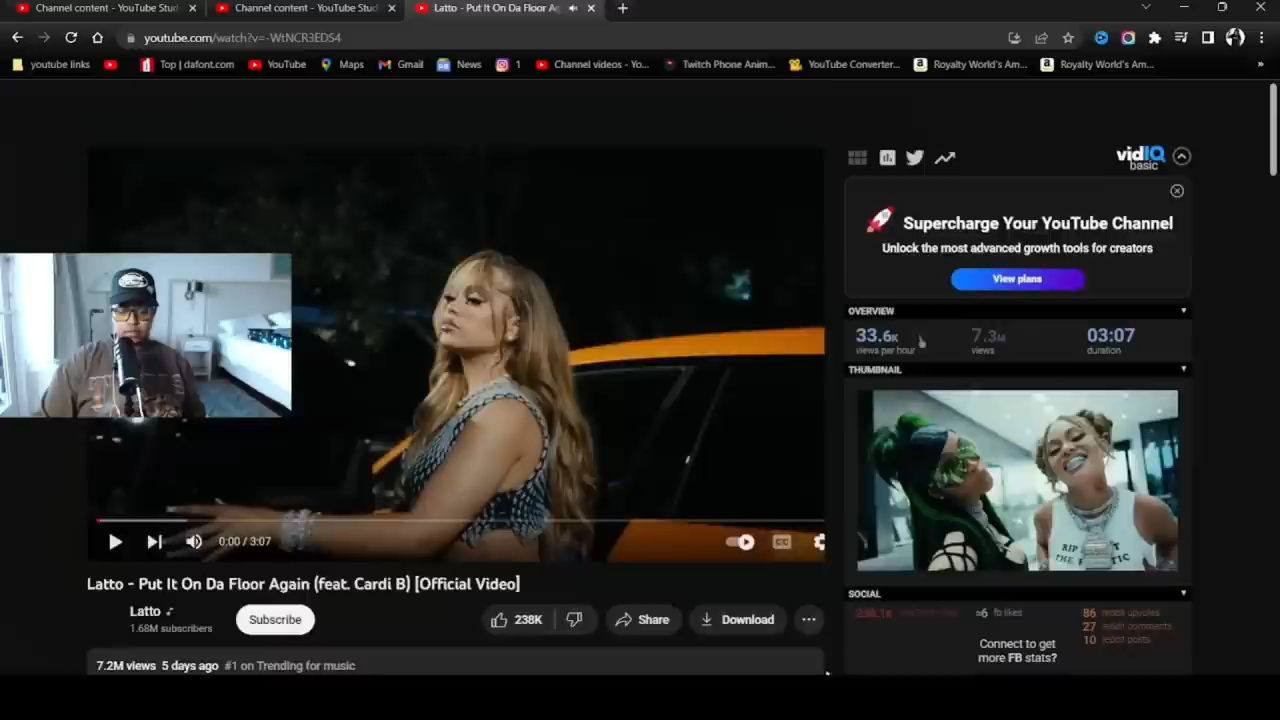 Channel content - YouTube Stud
Channel content - YouTube Stud
Latto - Put It On Da Floor Ag
youtube.com/watch?v=-WtNCR3EDS4
youtube links
Top | dafont.com
YouTube
Maps
Gmail
News
1
Channel videos - Yo...
Twitch Phone Anim...
YouTube Converter...
Royalty World's Am...
Royalty World's Am...
vidIQ
basic
Supercharge Your YouTube Channel
Unlock the most advanced growth tools for creators
View plans
OVERVIEW
33.6K 7.3M 03:07
views per hour views duration
THUMBNAIL
0:00 / 3:07
CC
Latto - Put It On Da Floor Again (feat. Cardi B) [Official Video]
Latto
1.68M subscribers
Subscribe
238K
Share
Download
7.2M views 5 days ago #1 on Trending for music
SOCIAL
≈6 fb likes
Connect to get
more FB stats?
86 reddit upvotes
27 reddit comments
10 reddit posts